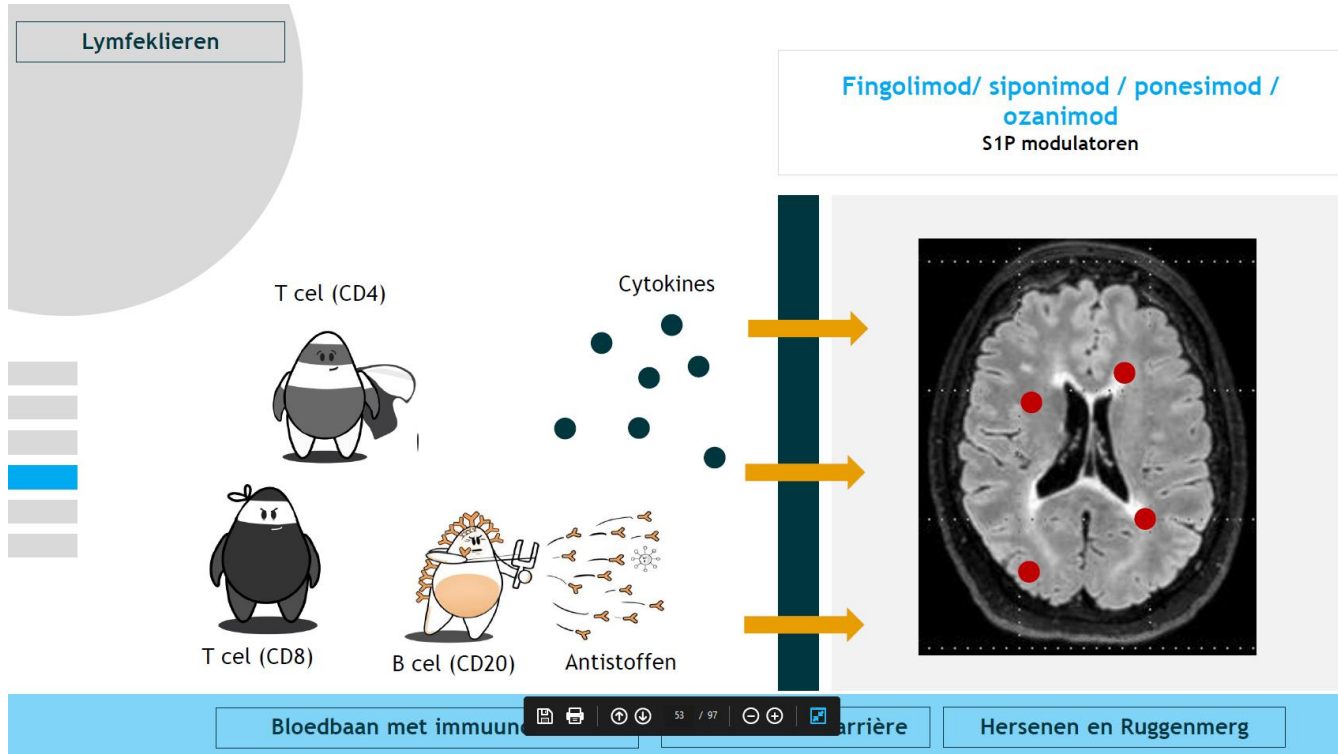 Lymfeklieren
Fingolimod/ siponimod / ponesimod /
ozanimod
S1P modulatoren
T cel (CD4)
Cytokines
T cel (CD8)
B cel (CD20)
Antistoffen
Bloedbaan met immuun
53 / 97
arrière
Hersenen en Ruggenmerg